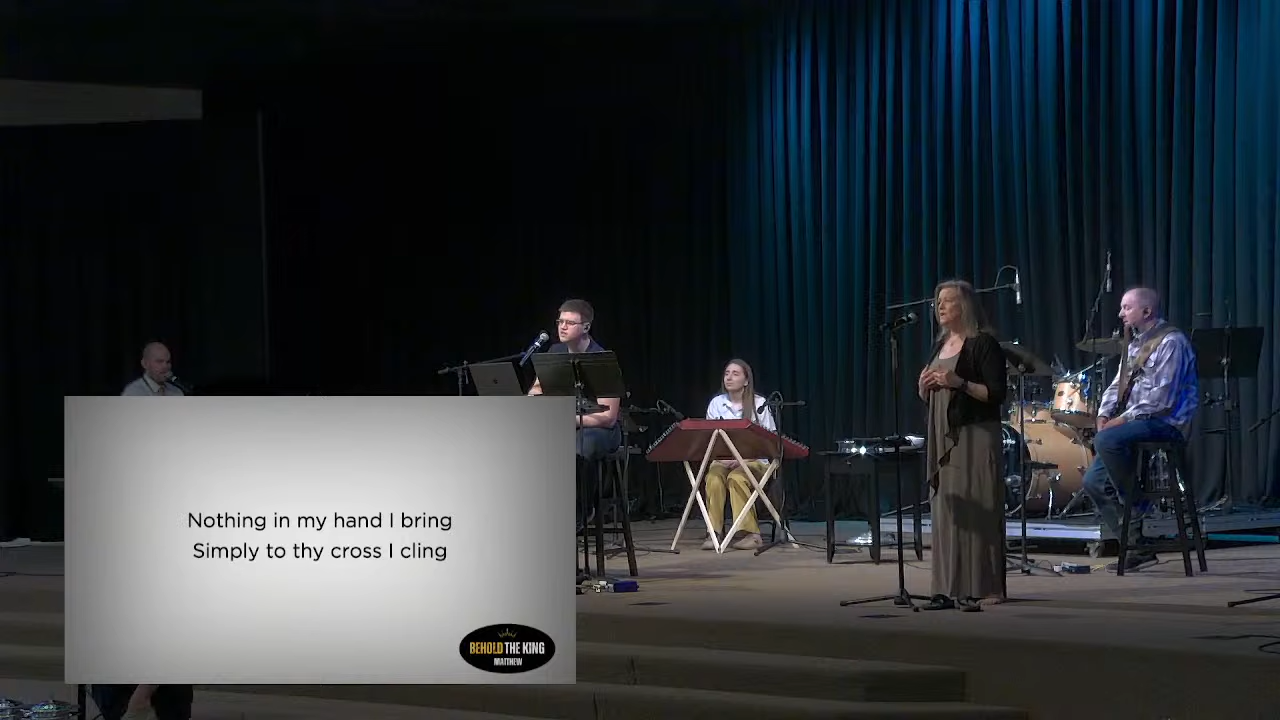 Nothing in my hand I bring
Simply to thy cross I cling
BEHOLD THE KING
MATTHEW